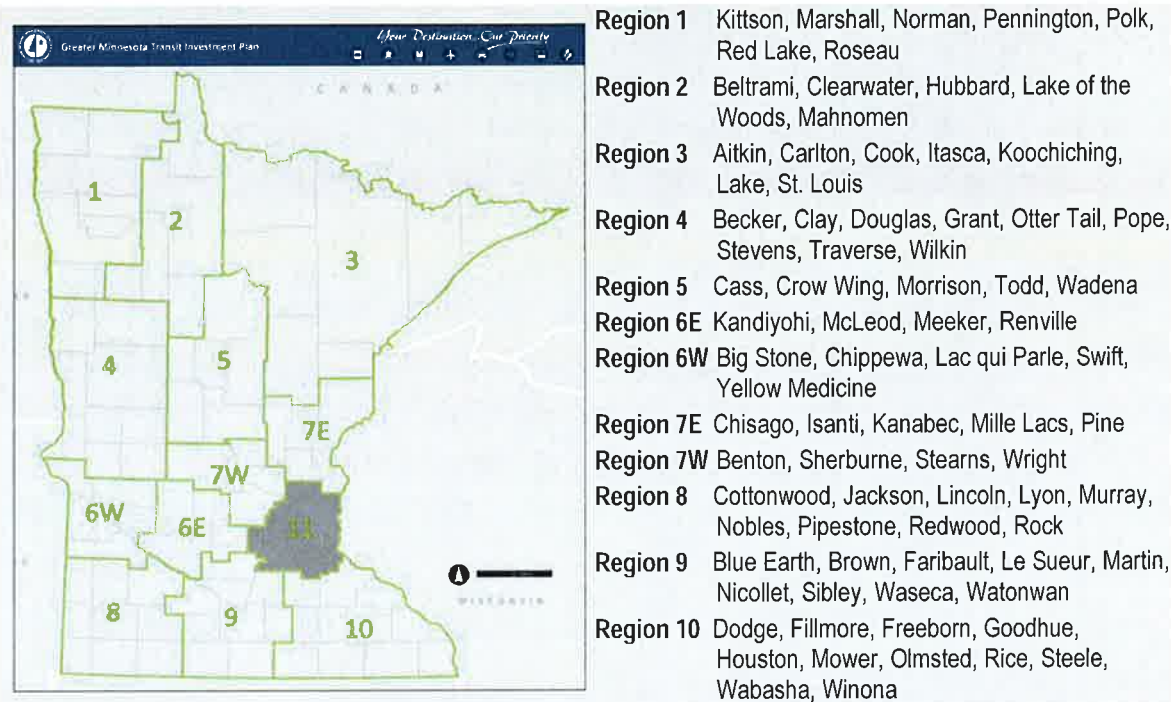 Greater Minnesota Transit Investment Plan
Your Destination...Our Priority
CANADA
1
2
3
4
5
7E
7W
6W
6E
11
8
9
10
WISCONSIN
Region 1 Kittson, Marshall, Norman, Pennington, Polk,
Red Lake, Roseau
Region 2 Beltrami, Clearwater, Hubbard, Lake of the
Woods, Mahnomen
Region 3 Aitkin, Carlton, Cook, Itasca, Koochiching,
Lake, St. Louis
Region 4 Becker, Clay, Douglas, Grant, Otter Tail, Pope,
Stevens, Traverse, Wilkin
Region 5 Cass, Crow Wing, Morrison, Todd, Wadena
Region 6E Kandiyohi, McLeod, Meeker, Renville
Region 6W Big Stone, Chippewa, Lac qui Parle, Swift,
Yellow Medicine
Region 7E Chisago, Isanti, Kanabec, Mille Lacs, Pine
Region 7W Benton, Sherburne, Stearns, Wright
Region 8 Cottonwood, Jackson, Lincoln, Lyon, Murray,
Nobles, Pipestone, Redwood, Rock
Region 9 Blue Earth, Brown, Faribault, Le Sueur, Martin,
Nicollet, Sibley, Waseca, Watonwan
Region 10 Dodge, Fillmore, Freeborn, Goodhue,
Houston, Mower, Olmsted, Rice, Steele,
Wabasha, Winona